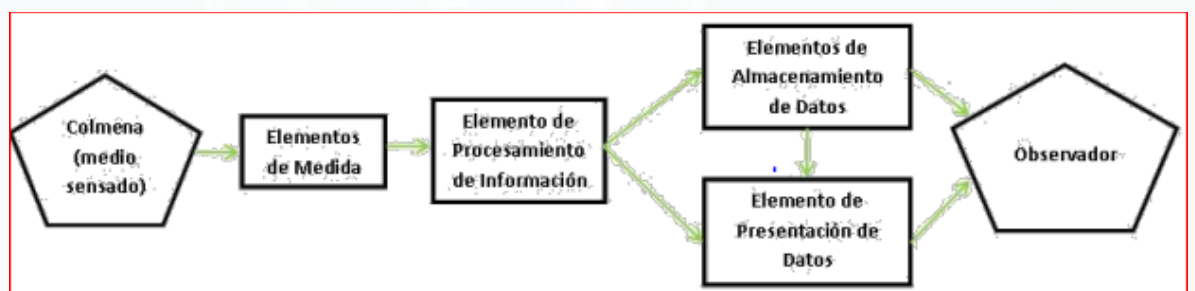 Colmena
(medio
sensado)
Elementos
de Medida
Elemento de
Procesamiento
de Información
Elementos de
Almacenamiento
de Datos
Elemento de
Presentación de
Datos
Observador